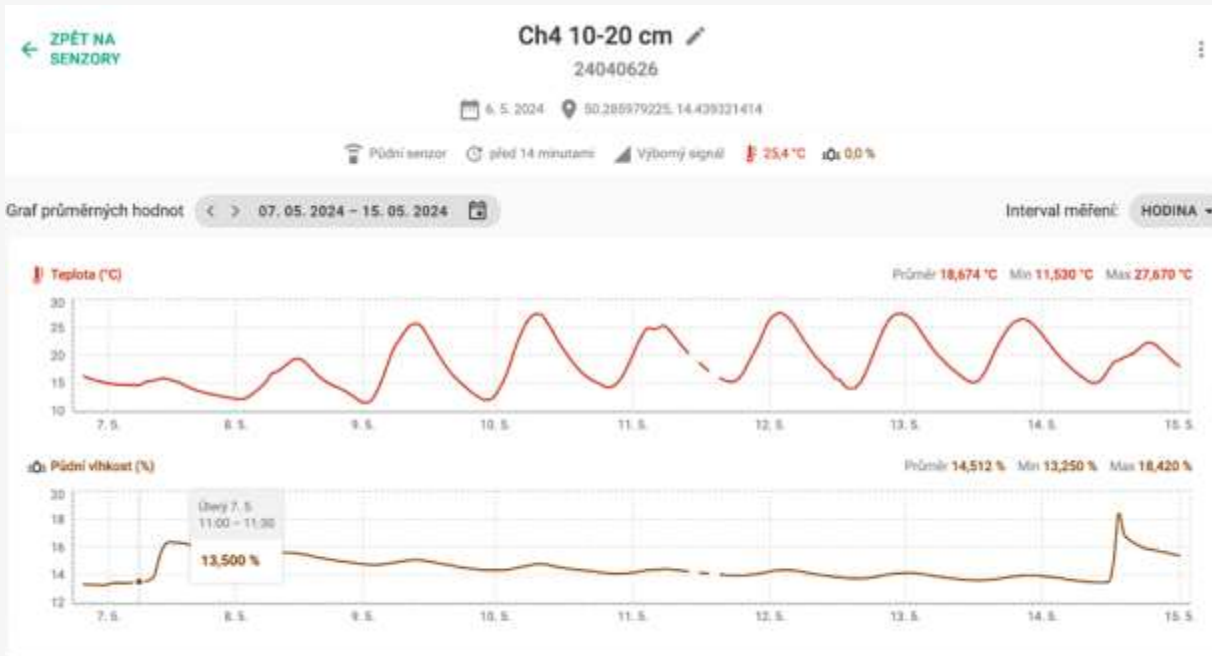 ZPĚT NA
SENZORY
Ch4 10-20 cm
24040626
6. 5. 2024 50.285979225, 14.439321414
Půdní senzor před 14 minutami Výborný signál 25,4 °C 0,0 %
Graf průměrných hodnot < > 07. 05. 2024 – 15. 05. 2024 Interval měření: HODINA
Teplota (°C) Průměr 18,674 °C Min 11,530 °C Max 27,670 °C
30
25
20
15
10
7. 5. 8. 5. 9. 5. 10. 5. 11. 5. 12. 5. 13. 5. 14. 5. 15. 5.
Půdní vlhkost (%) Průměr 14,512 % Min 13,250 % Max 18,420 %
20
18
16
14
12
Úterý 7. 5.
11:00 – 11:30
13,500 %
7. 5. 8. 5. 9. 5. 10. 5. 11. 5. 12. 5. 13. 5. 14. 5. 15. 5.